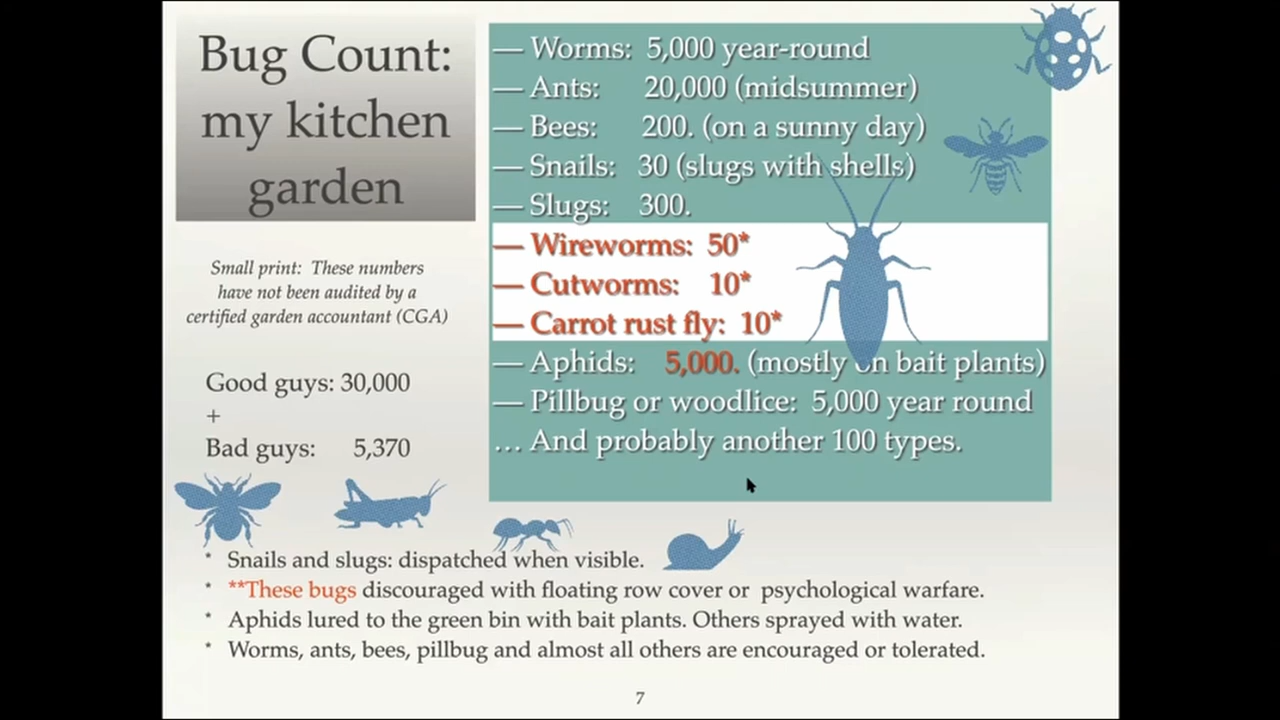 Bug Count:
my kitchen
garden
Small print: These numbers
have not been audited by a
certified garden accountant (CGA)
Good guys: 30,000
+
Bad guys: 5,370
— Worms: 5,000 year-round
— Ants: 20,000 (midsummer)
— Bees: 200. (on a sunny day)
— Snails: 30 (slugs with shells)
— Slugs: 300.
— Wireworms: 50*
— Cutworms: 10*
— Carrot rust fly: 10*
— Aphids: 5,000. (mostly on bait plants)
— Pillbug or woodlice: 5,000 year round
… And probably another 100 types.
* Snails and slugs: dispatched when visible.
* **These bugs discouraged with floating row cover or psychological warfare.
* Aphids lured to the green bin with bait plants. Others sprayed with water.
* Worms, ants, bees, pillbug and almost all others are encouraged or tolerated.
7